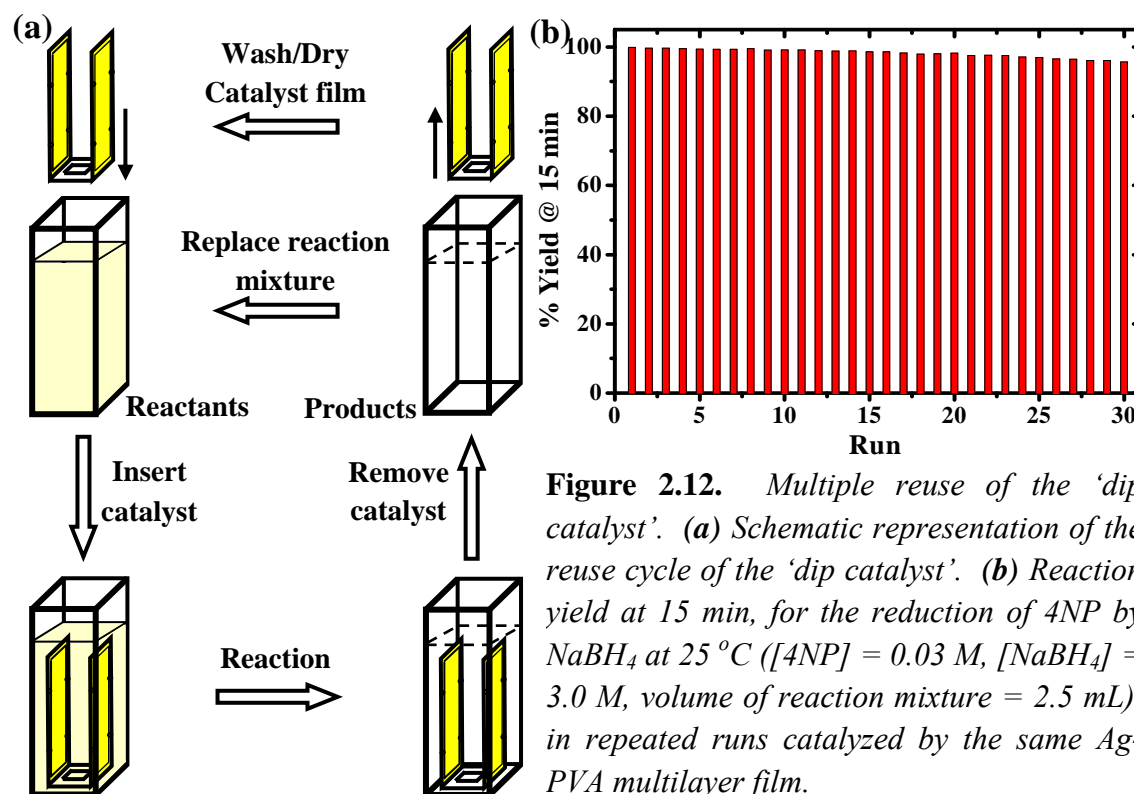 (a)
Wash/Dry
Catalyst film
Replace reaction
mixture
Reactants
Products
Insert
catalyst
Remove
catalyst
Reaction
(b)
% Yield @ 15 min
100
80
60
40
20
0
0 5 10 15 20 25 30
Run
Figure 2.12. Multiple reuse of the ‘dip
catalyst’. (a) Schematic representation of the
reuse cycle of the ‘dip catalyst’. (b) Reaction
yield at 15 min, for the reduction of 4NP by
NaBH4 at 25 °C ([4NP] = 0.03 M, [NaBH4] =
3.0 M, volume of reaction mixture = 2.5 mL)
in repeated runs catalyzed by the same Ag-
PVA multilayer film.